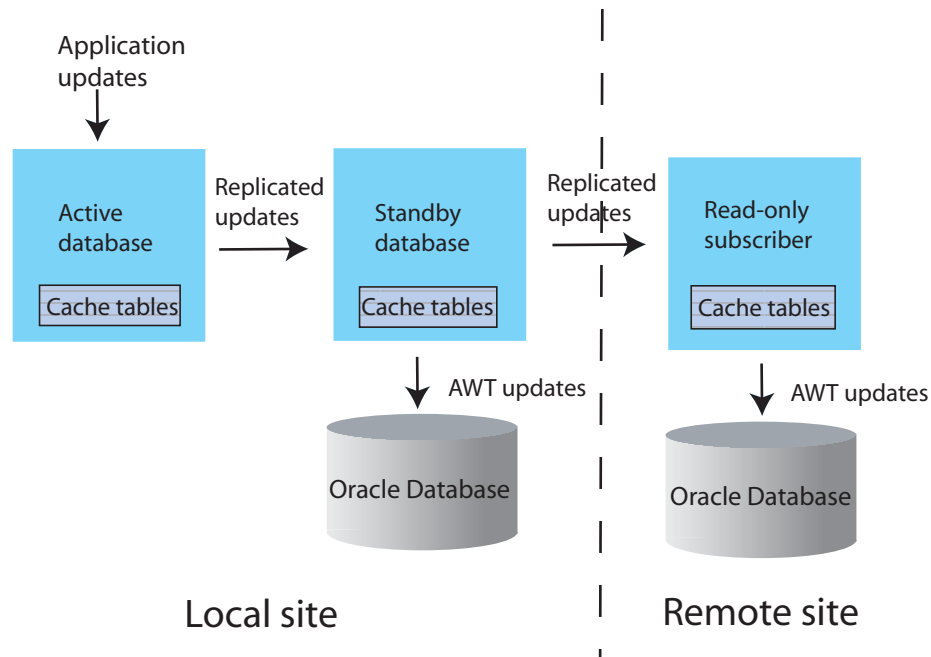 Application
updates
Active
database
Cache tables
Replicated
updates
Standby
database
Cache tables
Replicated
updates
Read-only
subscriber
Cache tables
AWT updates
Oracle Database
AWT updates
Oracle Database
Local site
Remote site